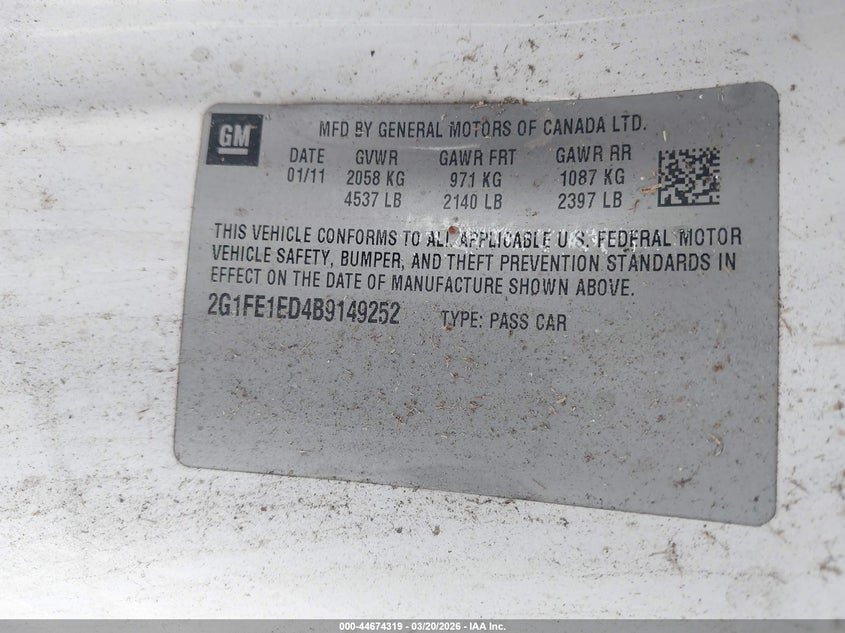 GM
MFD BY GENERAL MOTORS OF CANADA LTD.
DATE GVWR GAWR FRT GAWR RR
01/11 2058 KG 971 KG 1087 KG
4537 LB 2140 LB 2397 LB
THIS VEHICLE CONFORMS TO ALL APPLICABLE U.S. FEDERAL MOTOR
VEHICLE SAFETY, BUMPER, AND THEFT PREVENTION STANDARDS IN
EFFECT ON THE DATE OF MANUFACTURE SHOWN ABOVE.
2G1FE1ED4B9149252 TYPE: PASS CAR
000-44674319 - 03/20/2026 - IAA Inc.